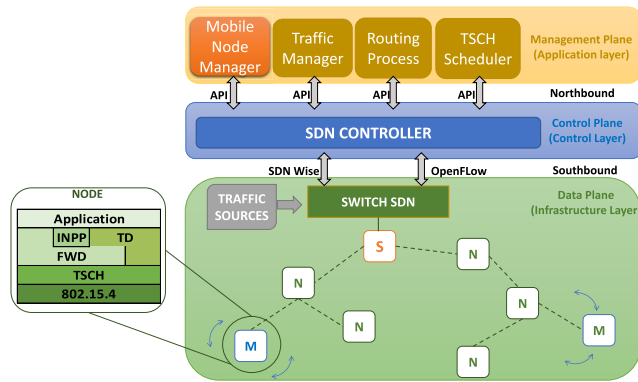 Mobile
Node
Manager
Traffic
Manager
Routing
Process
TSCH
Scheduler
Management Plane
(Application layer)
API
API
API
API
Northbound
SDN CONTROLLER
Control Plane
(Control Layer)
SDN Wise
OpenFLow
Southbound
TRAFFIC
SOURCES
SWITCH SDN
Data Plane
(Infrastructure Layer)
NODE
Application
INPP
TD
FWD
TSCH
802.15.4
S
N
N
N
N
M
M
N